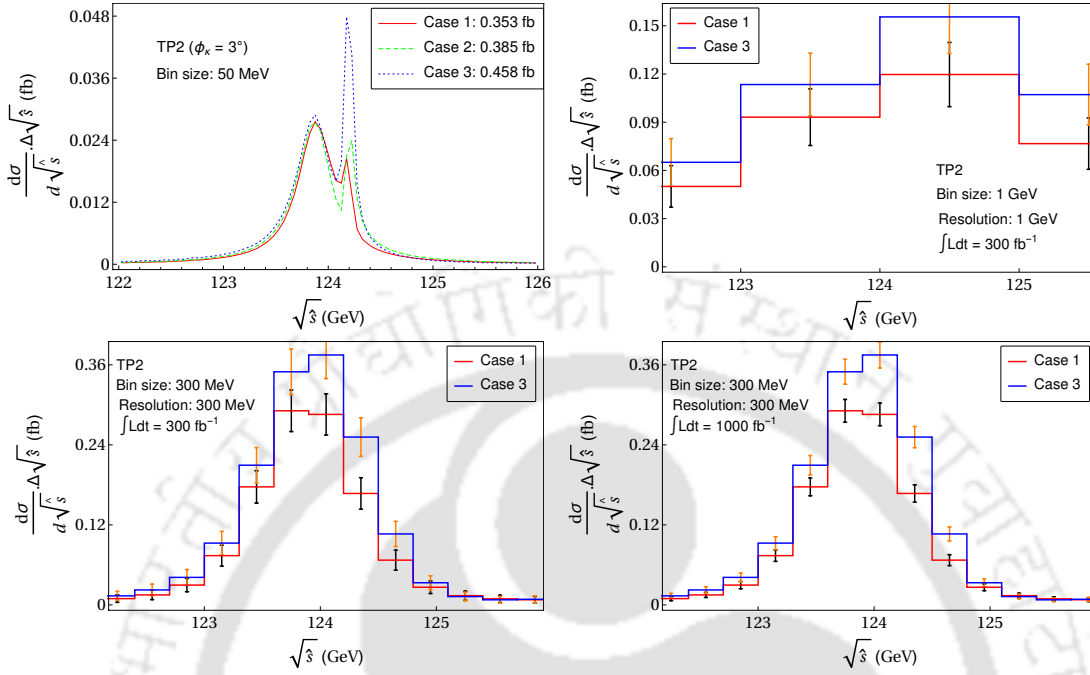 0.048
0.036
0.024
0.012
0
122
123
124
125
126
dσ
d√ŝ
.Δ√ŝ (fb)
√ŝ (GeV)
TP2 (ϕκ = 3°)
Bin size: 50 MeV
Case 1: 0.353 fb
Case 2: 0.385 fb
Case 3: 0.458 fb
0.15
0.12
0.09
0.06
0.03
0
123
124
125
dσ
d√ŝ
.Δ√ŝ (fb)
√ŝ (GeV)
Case 1
Case 3
TP2
Bin size: 1 GeV
Resolution: 1 GeV
∫Ldt = 300 fb⁻¹
0.36
0.24
0.12
0
123
124
125
dσ
d√ŝ
.Δ√ŝ (fb)
√ŝ (GeV)
TP2
Bin size: 300 MeV
Resolution: 300 MeV
∫Ldt = 300 fb⁻¹
Case 1
Case 3
0.36
0.24
0.12
0
123
124
125
dσ
d√ŝ
.Δ√ŝ (fb)
√ŝ (GeV)
TP2
Bin size: 300 MeV
Resolution: 300 MeV
∫Ldt = 1000 fb⁻¹
Case 1
Case 3